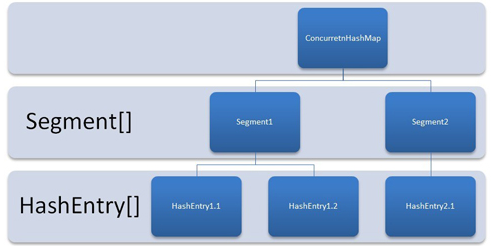 ConcurretnHashMap
Segment[]
Segment1
Segment2
HashEntry[]
HashEntry1.1
HashEntry1.2
HashEntry2.1